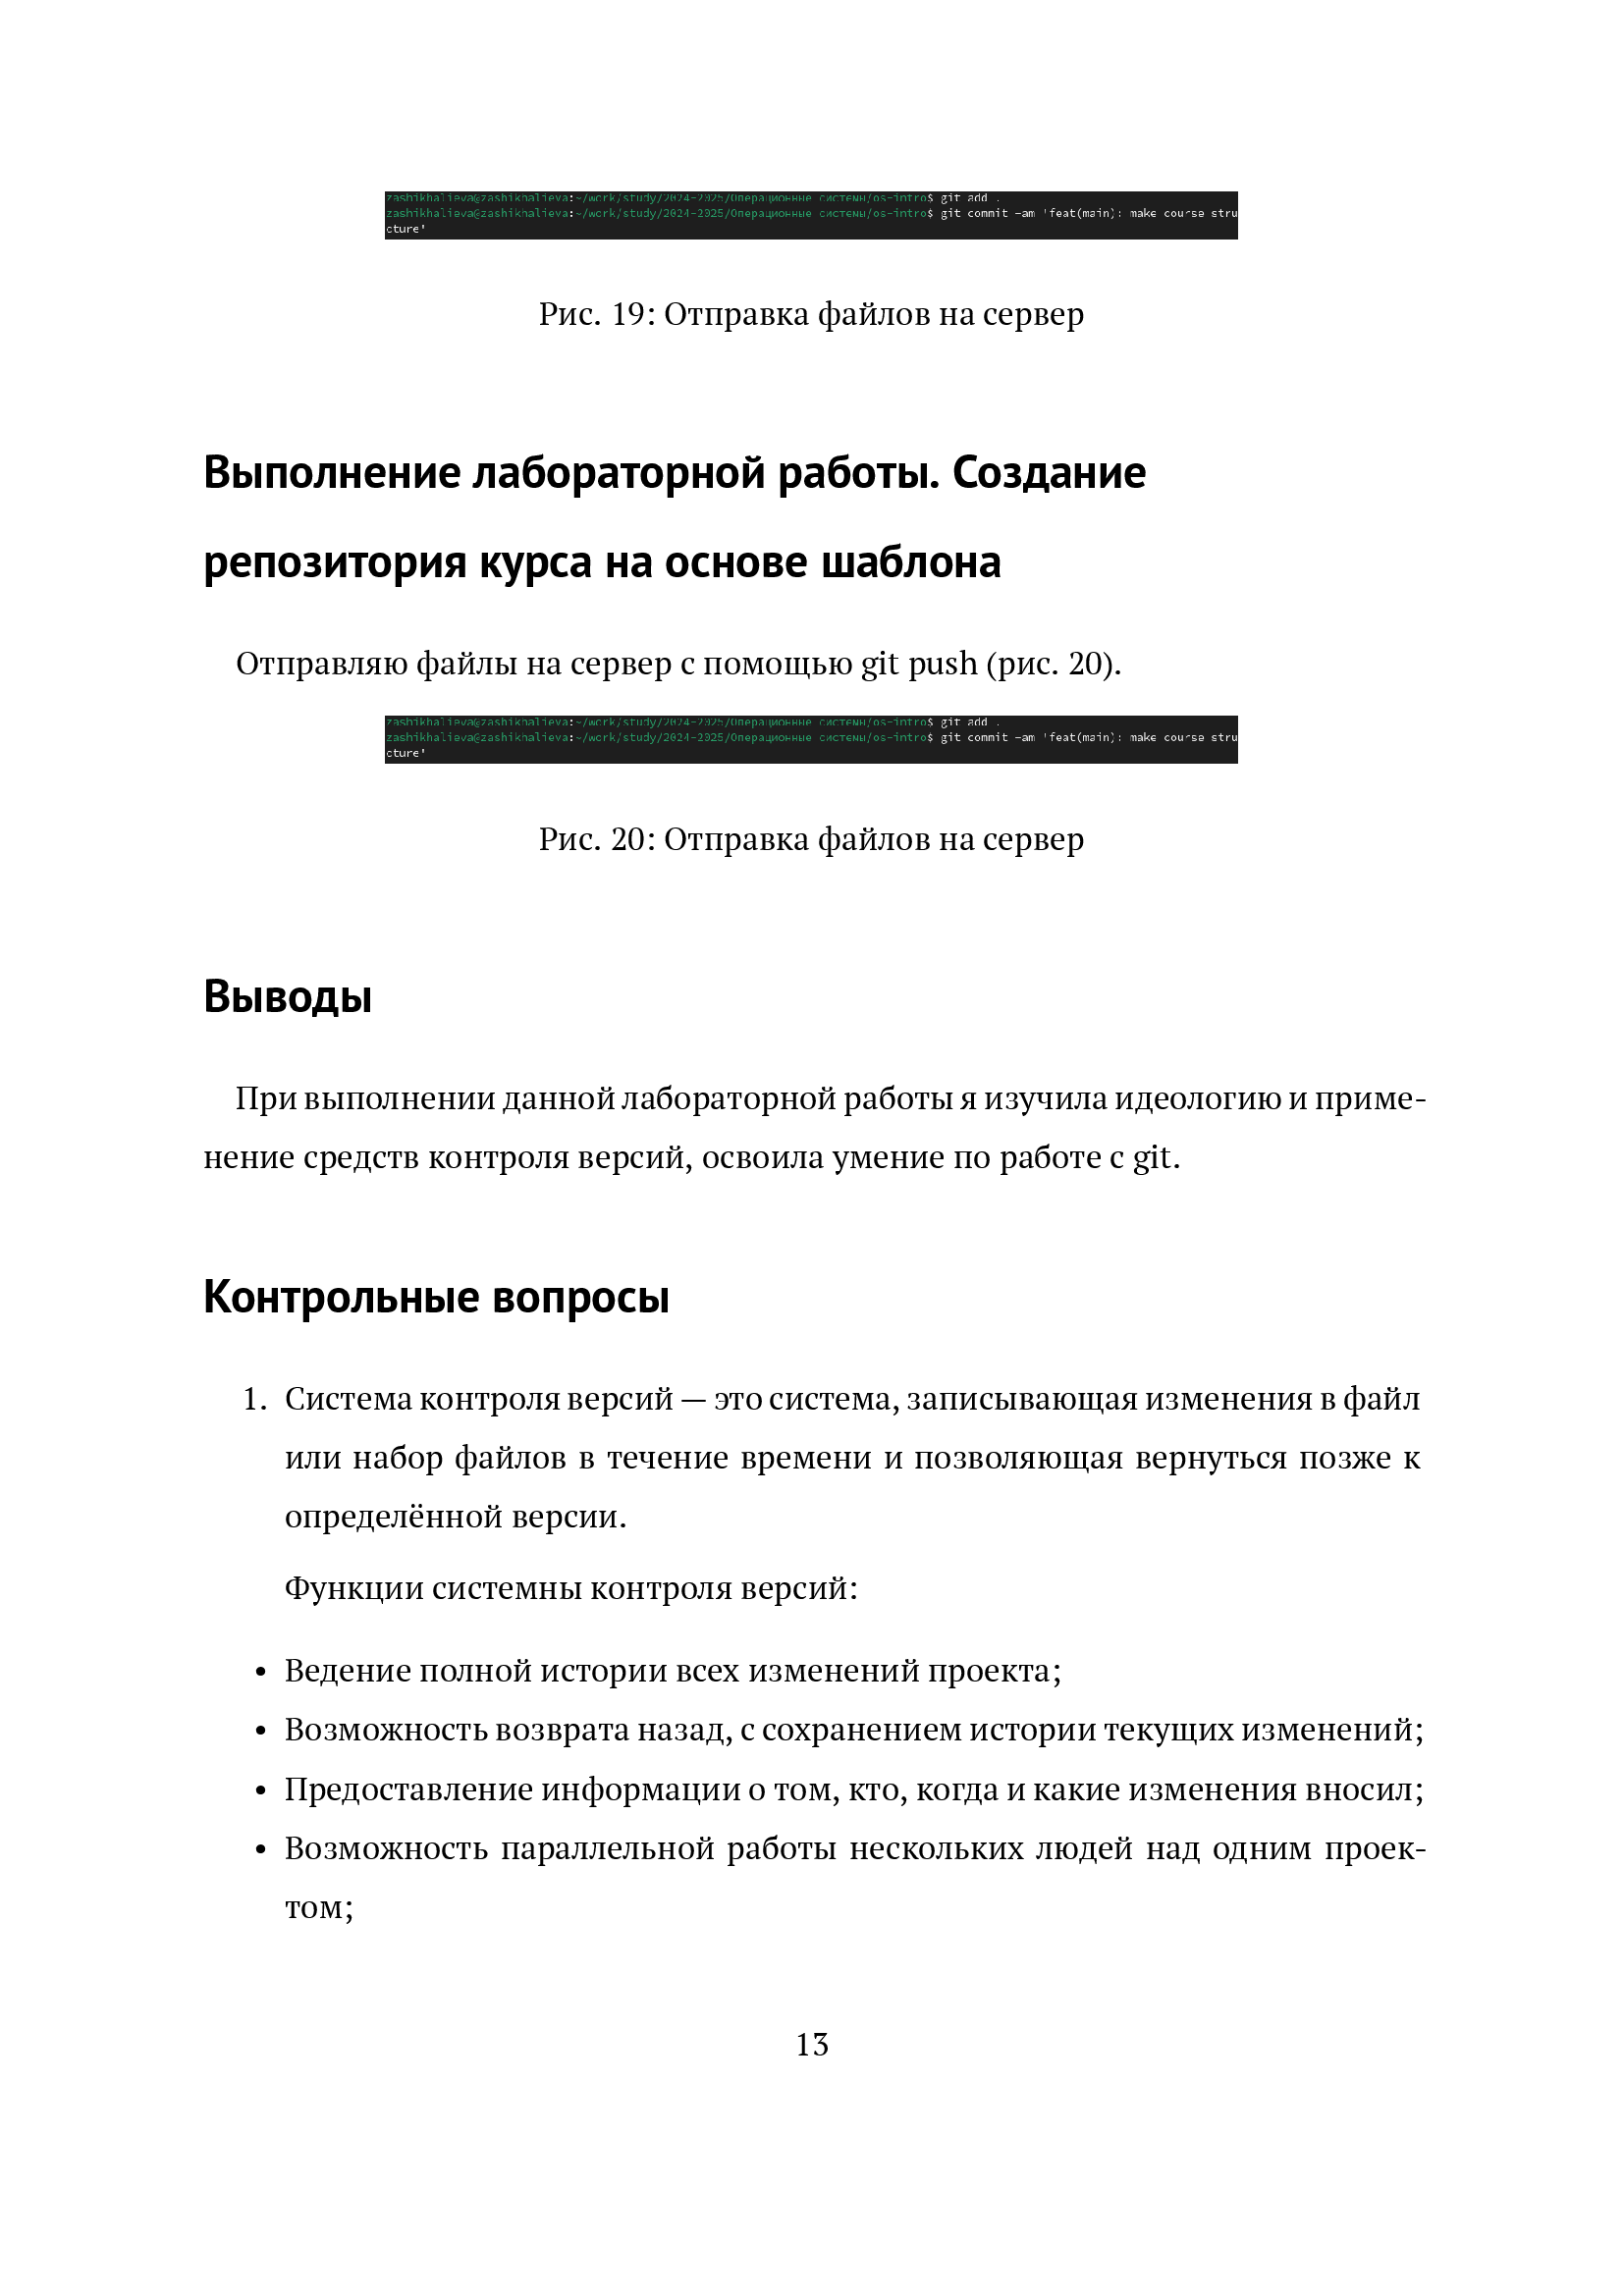 zashikhalieva@zashikhalieva:~/work/study/2024-2025/Операционные системы/os-intro$ git add .
zashikhalieva@zashikhalieva:~/work/study/2024-2025/Операционные системы/os-intro$ git commit -am 'feat(main): make course stru
cture'
Рис. 19: Отправка файлов на сервер
Выполнение лабораторной работы. Создание
репозитория курса на основе шаблона
Отправляю файлы на сервер с помощью git push (рис. 20).
zashikhalieva@zashikhalieva:~/work/study/2024-2025/Операционные системы/os-intro$ git add .
zashikhalieva@zashikhalieva:~/work/study/2024-2025/Операционные системы/os-intro$ git commit -am 'feat(main): make course stru
cture'
Рис. 20: Отправка файлов на сервер
Выводы
При выполнении данной лабораторной работы я изучила идеологию и приме-
нение средств контроля версий, освоила умение по работе с git.
Контрольные вопросы
1. Система контроля версий — это система, записывающая изменения в файл
или набор файлов в течение времени и позволяющая вернуться позже к
определённой версии.
Функции системны контроля версий:
• Ведение полной истории всех изменений проекта;
• Возможность возврата назад, с сохранением истории текущих изменений;
• Предоставление информации о том, кто, когда и какие изменения вносил;
• Возможность параллельной работы нескольких людей над одним проек-
том;
13